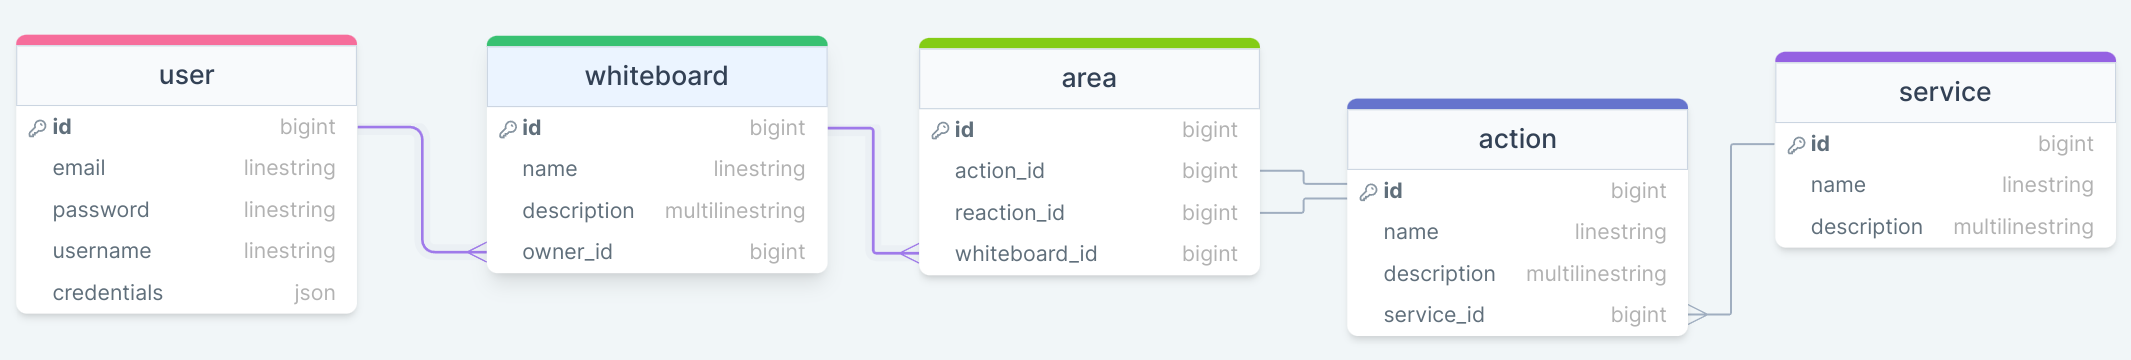 user
id bigint
email linestring
password linestring
username linestring
credentials json
whiteboard
id bigint
name linestring
description multilinestring
owner_id bigint
area
id bigint
action_id bigint
reaction_id bigint
whiteboard_id bigint
action
id bigint
name linestring
description multilinestring
service_id bigint
service
id bigint
name linestring
description multilinestring